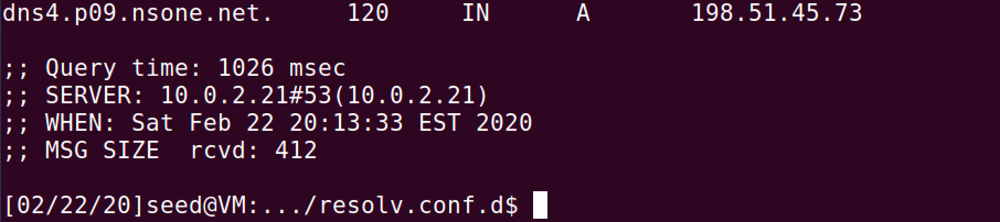 dns4.p09.nsone.net. 120 IN A 198.51.45.73
;; Query time: 1026 msec
;; SERVER: 10.0.2.21#53(10.0.2.21)
;; WHEN: Sat Feb 22 20:13:33 EST 2020
;; MSG SIZE rcvd: 412
[02/22/20]seed@VM:.../resolv.conf.d$